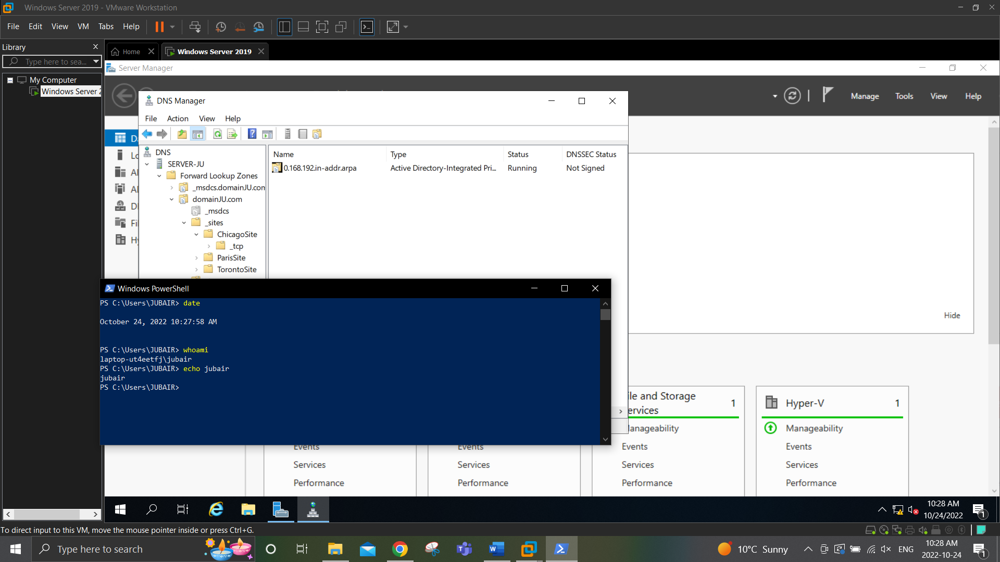 Windows Server 2019 - VMware Workstation
File Edit View VM Tabs Help
Library
Home
Windows Server 2019
Type here to sea...
My Computer
Windows Server 2
Server Manager
Manage Tools View Help
DNS Manager
File Action View Help
DNS
SERVER-JU
Forward Lookup Zones
_msdcs.domainJU.com
domainJU.com
_msdcs
_sites
ChicagoSite
_tcp
ParisSite
TorontoSite
Name Type Status DNSSEC Status
0.168.192.in-addr.arpa Active Directory-Integrated Pri... Running Not Signed
Hide
Windows PowerShell
PS C:\Users\JUBAIR> date
October 24, 2022 10:27:58 AM
PS C:\Users\JUBAIR> whoami
laptop-ut4eetfj\jubair
PS C:\Users\JUBAIR> echo jubair
jubair
PS C:\Users\JUBAIR>
ile and Storage
ervices
1
Manageability
Events
Services
Performance
Hyper-V 1
Manageability
Events
Services
Performance
Events
Services
Performance
Events
Services
Performance
10:28 AM
10/24/2022
1
To direct input to this VM, move the mouse pointer inside or press Ctrl+G.
Type here to search
10°C Sunny
ENG
10:28 AM
2022-10-24
1